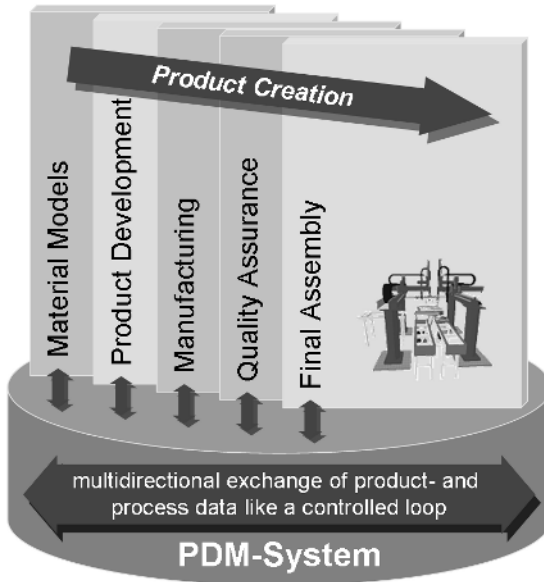 Product Creation
Material Models
Product Development
Manufacturing
Quality Assurance
Final Assembly
multidirectional exchange of product- and
process data like a controlled loop
PDM-System